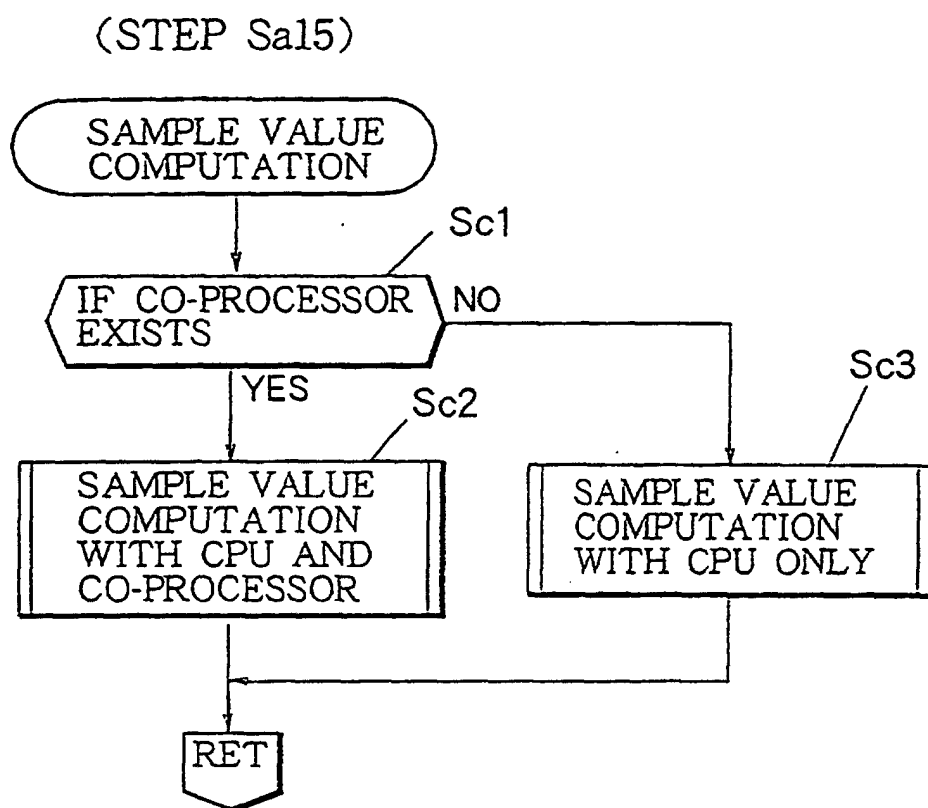 (STEP Sa15)
SAMPLE VALUE
COMPUTATION
Sc1
IF CO-PROCESSOR
EXISTS
NO
YES
Sc2
Sc3
SAMPLE VALUE
COMPUTATION
WITH CPU AND
CO-PROCESSOR
SAMPLE VALUE
COMPUTATION
WITH CPU ONLY
RET